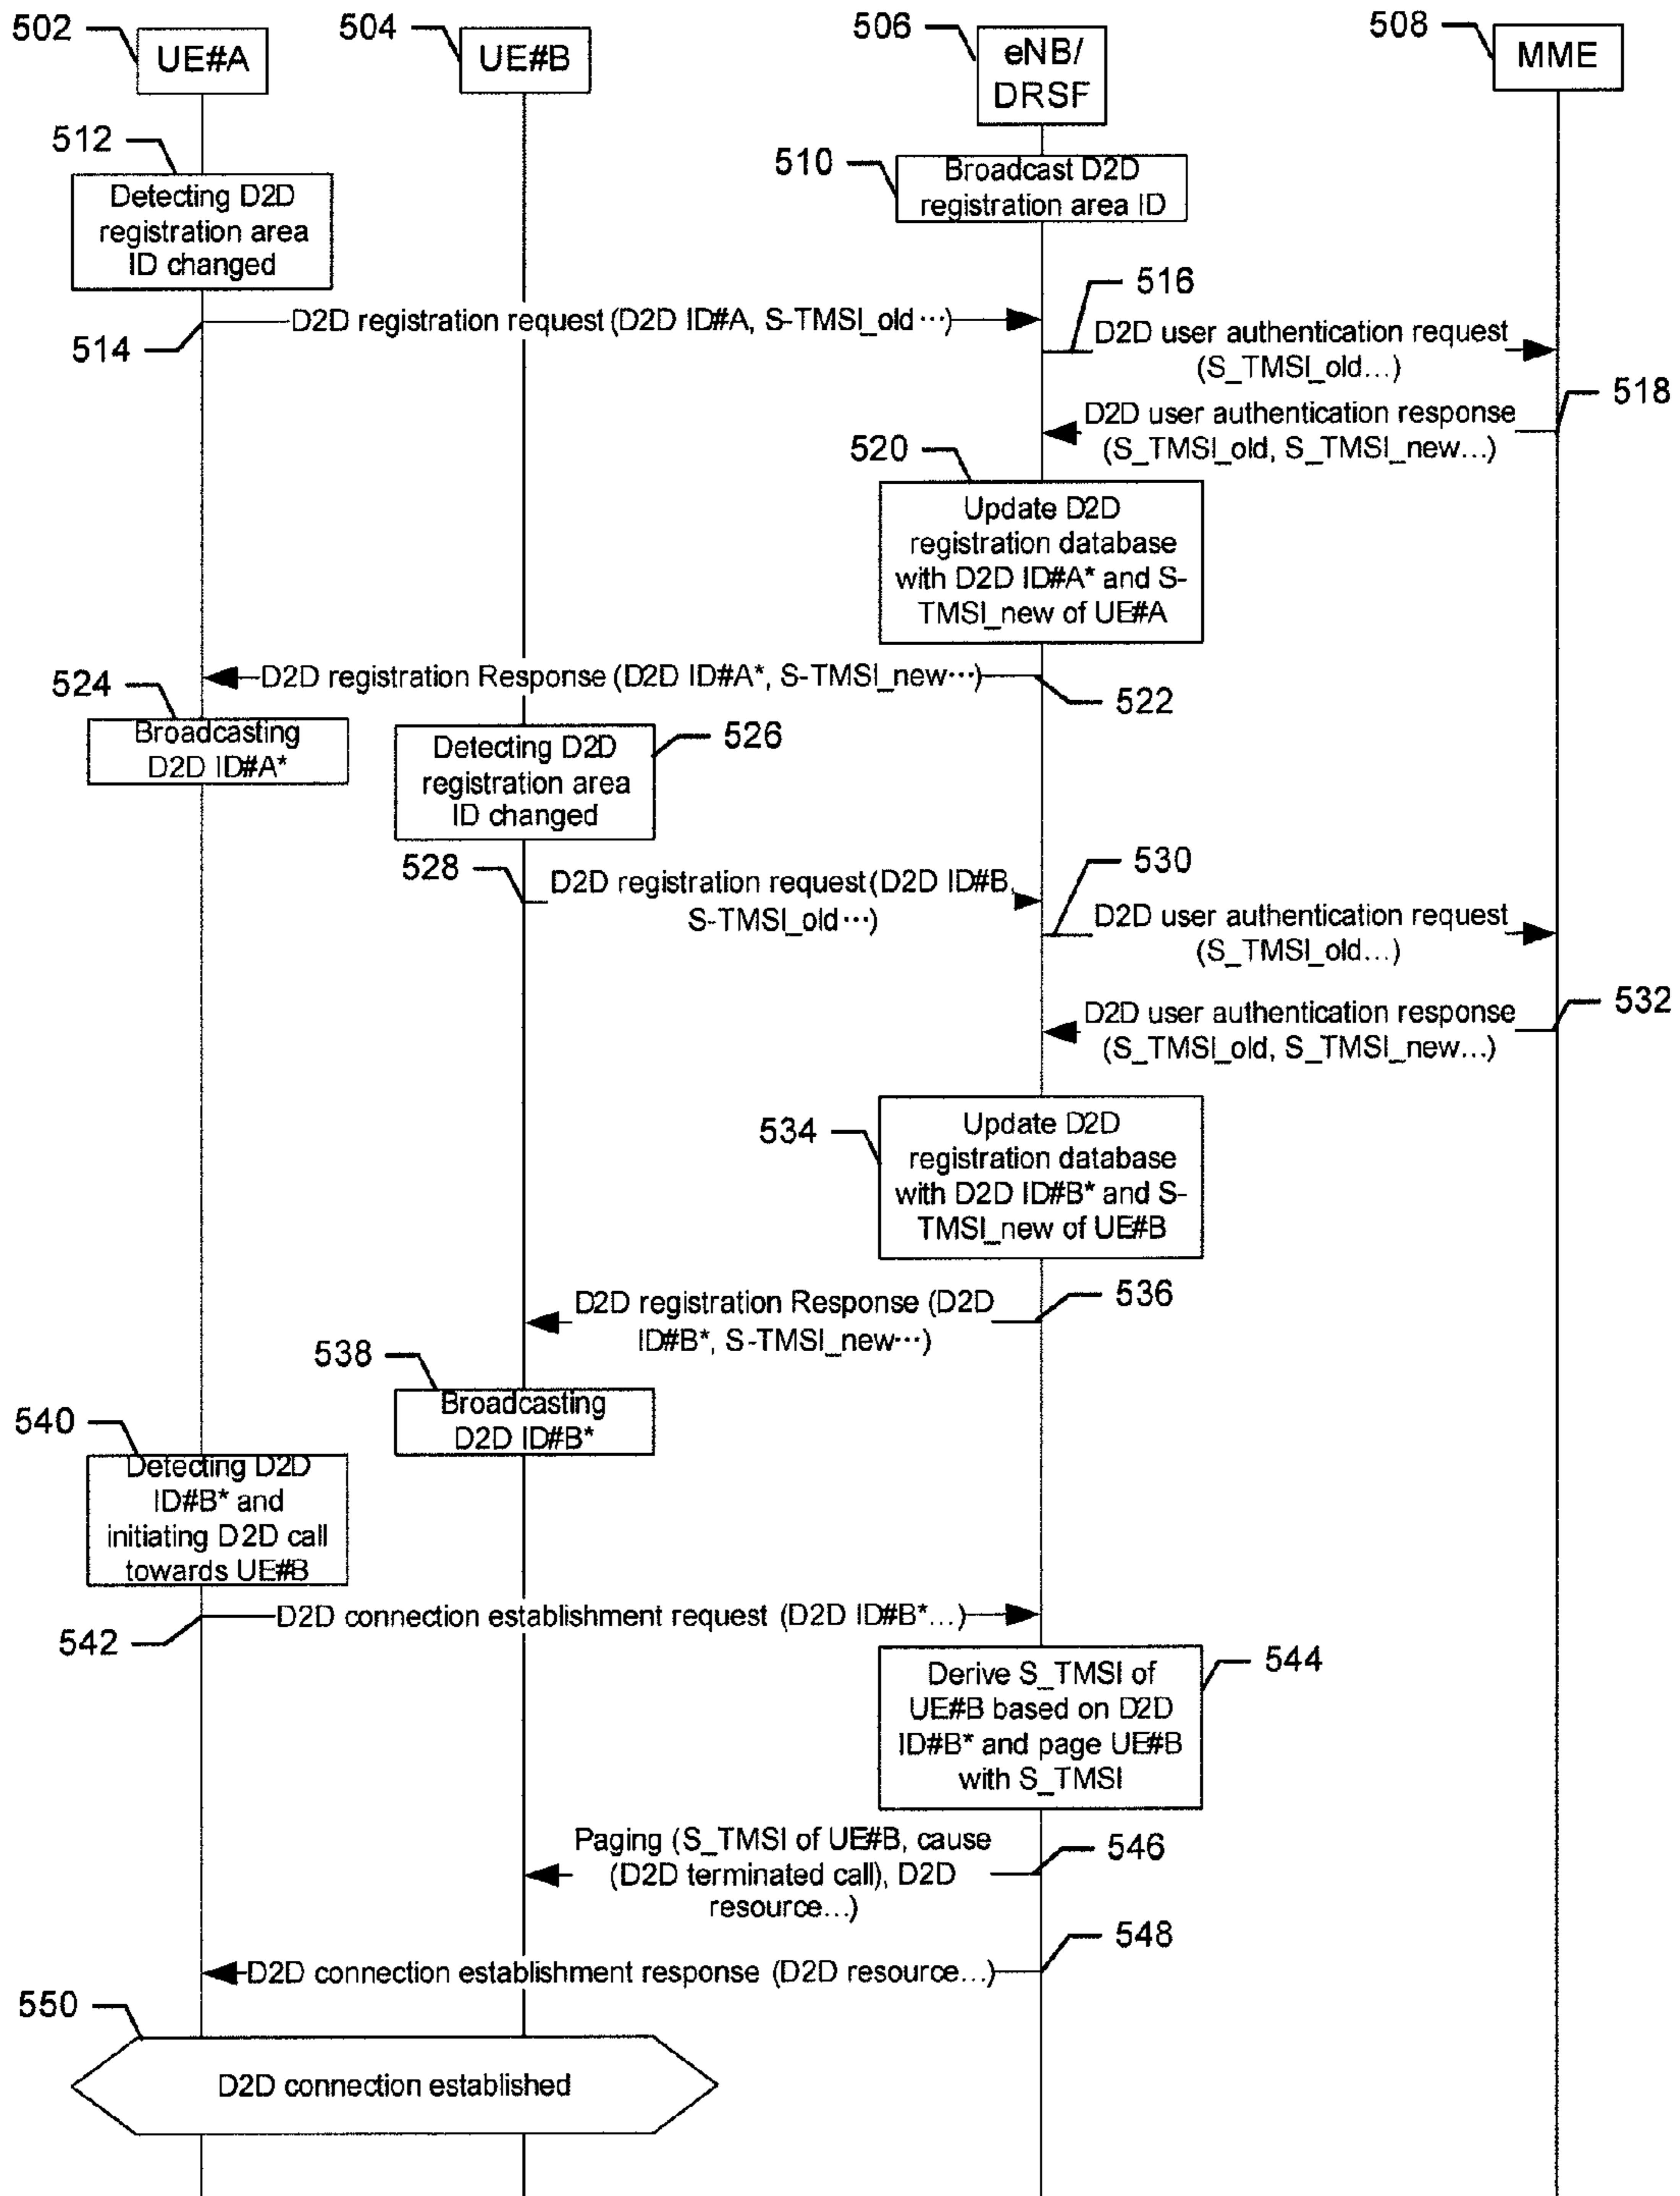 502
UE#A
504
UE#B
506
eNB/
DRSF
508
MME
512
Detecting D2D
registration area
ID changed
510
Broadcast D2D
registration area ID
514
D2D registration request (D2D ID#A, S-TMSI_old ···)
516
D2D user authentication request
(S_TMSI_old...)
518
D2D user authentication response
(S_TMSI_old, S_TMSI_new...)
520
Update D2D
registration database
with D2D ID#A* and S-
TMSI_new of UE#A
D2D registration Response (D2D ID#A*, S-TMSI_new···)
522
524
Broadcasting
D2D ID#A*
526
Detecting D2D
registration area
ID changed
528
D2D registration request(D2D ID#B,
S-TMSI_old···)
530
D2D user authentication request
(S_TMSI_old...)
532
D2D user authentication response
(S_TMSI_old, S_TMSI_new...)
534
Update D2D
registration database
with D2D ID#B* and S-
TMSI_new of UE#B
536
D2D registration Response (D2D
ID#B*, S-TMSI_new···)
538
Broadcasting
D2D ID#B*
540
Detecting D2D
ID#B* and
initiating D2D call
towards UE#B
542
D2D connection establishment request (D2D ID#B*...)
544
Derive S_TMSI of
UE#B based on D2D
ID#B* and page UE#B
with S_TMSI
546
Paging (S_TMSI of UE#B, cause
(D2D terminated call), D2D
resource...)
548
D2D connection establishment response (D2D resource...)
550
D2D connection established